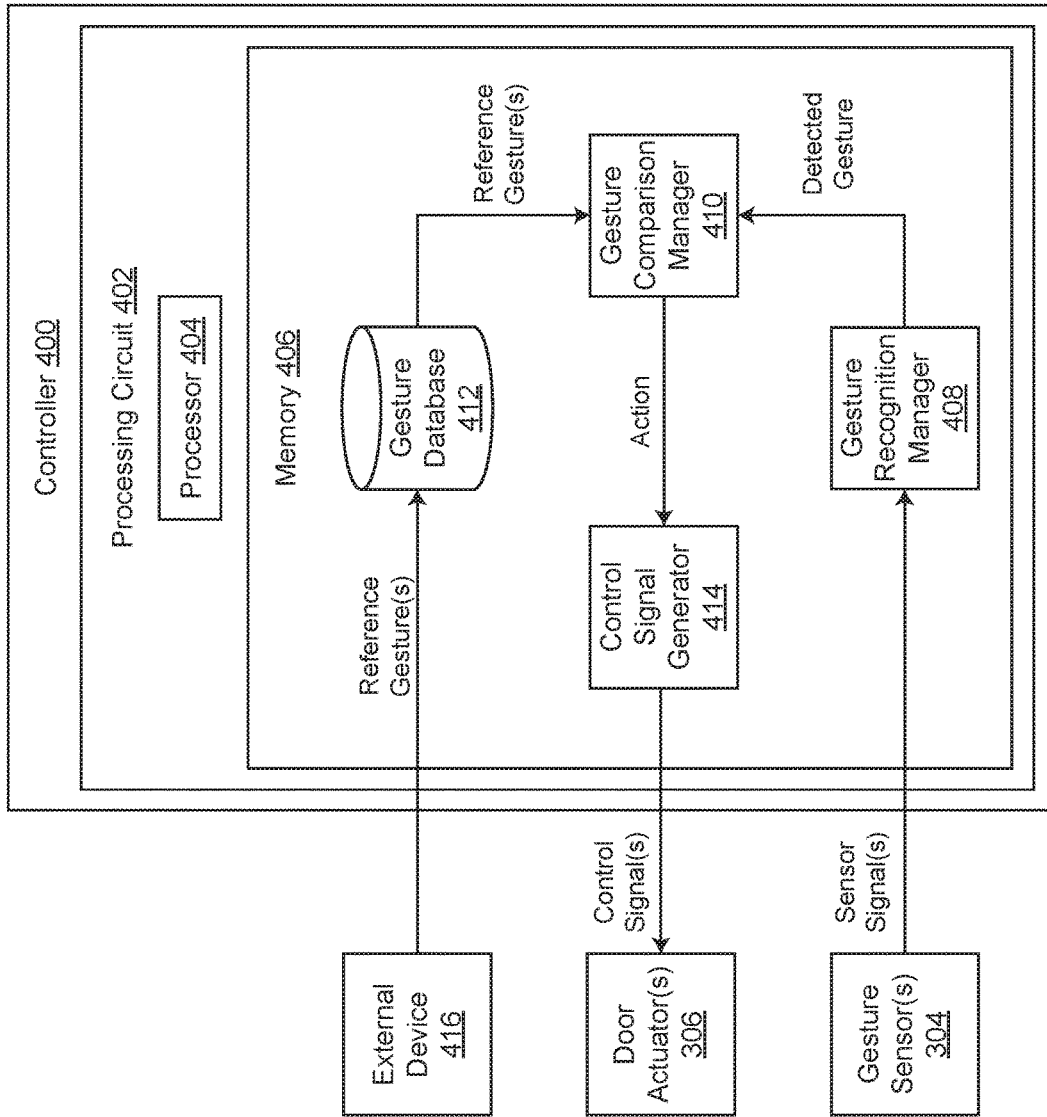 Controller 400
Processing Circuit 402
Processor 404
Memory 406
External
Device
416
Reference
Gesture(s)
Gesture
Database
412
Reference
Gesture(s)
Door
Actuator(s)
306
Control
Signal(s)
Control
Signal
Generator
414
Action
Gesture
Comparison
Manager
410
Gesture
Sensor(s)
304
Sensor
Signal(s)
Gesture
Recognition
Manager
408
Detected
Gesture